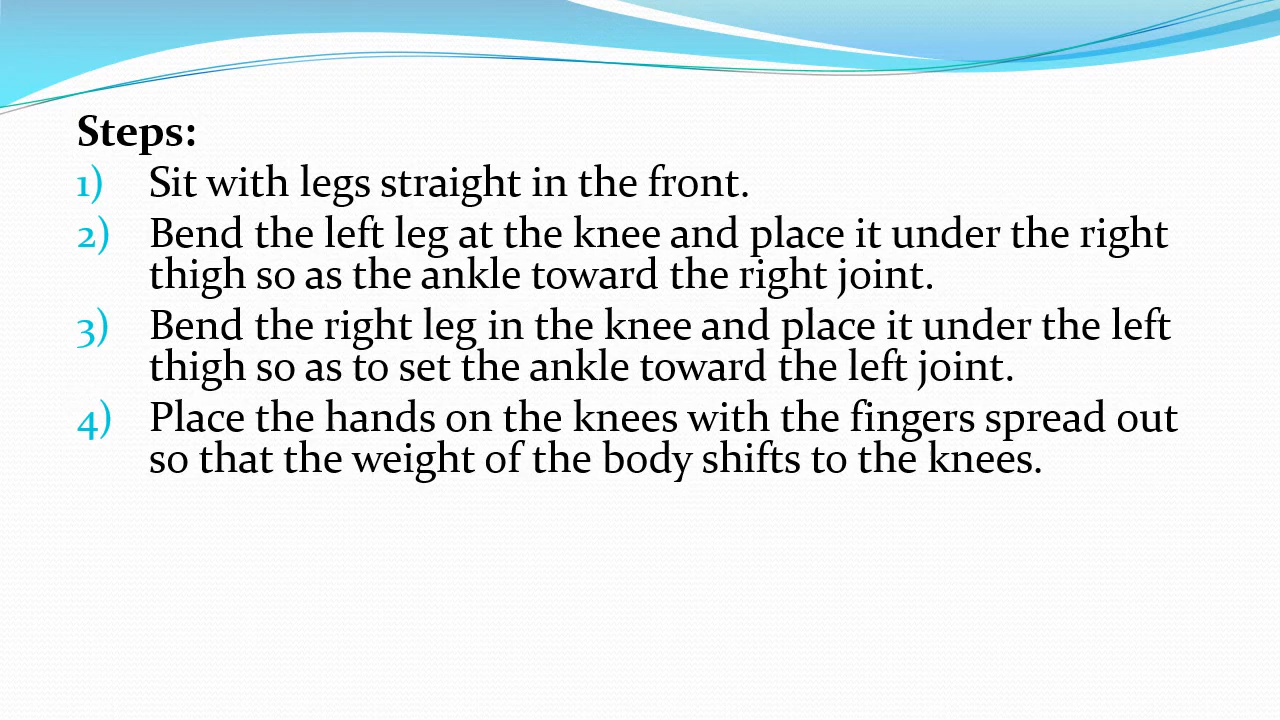 Steps:
1) Sit with legs straight in the front.
2) Bend the left leg at the knee and place it under the right
thigh so as the ankle toward the right joint.
3) Bend the right leg in the knee and place it under the left
thigh so as to set the ankle toward the left joint.
4) Place the hands on the knees with the fingers spread out
so that the weight of the body shifts to the knees.